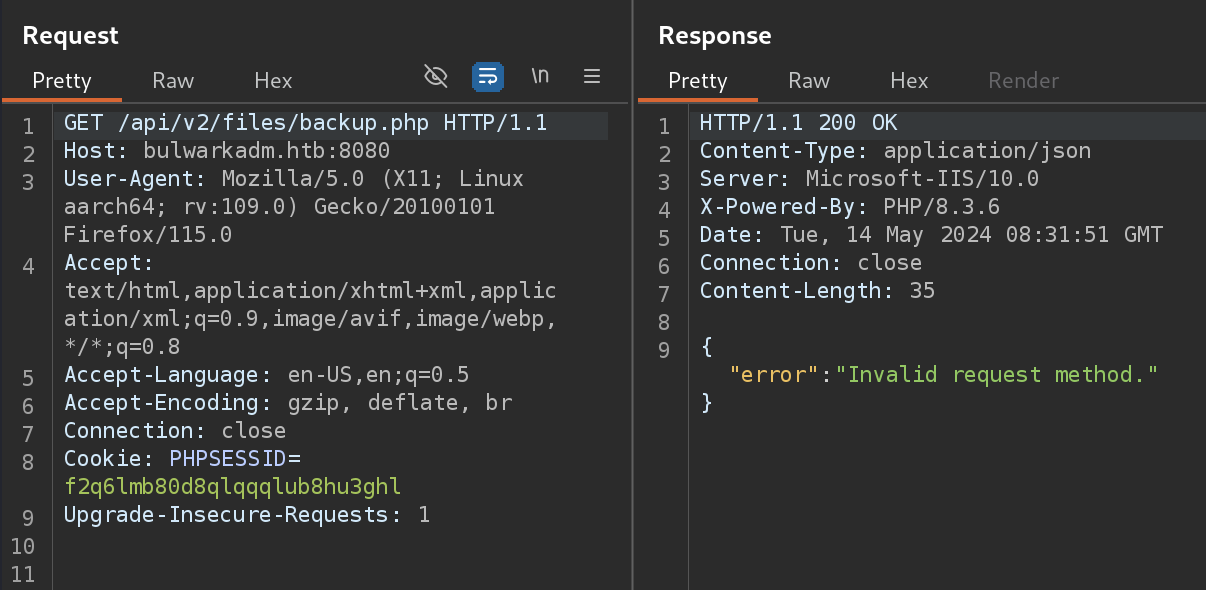 Request
Pretty Raw Hex \n
1 GET /api/v2/files/backup.php HTTP/1.1
2 Host: bulwarkadm.htb:8080
3 User-Agent: Mozilla/5.0 (X11; Linux
aarch64; rv:109.0) Gecko/20100101
Firefox/115.0
4 Accept:
text/html,application/xhtml+xml,applic
ation/xml;q=0.9,image/avif,image/webp,
*/*;q=0.8
5 Accept-Language: en-US,en;q=0.5
6 Accept-Encoding: gzip, deflate, br
7 Connection: close
8 Cookie: PHPSESSID=
f2q6lmb80d8qlqqqlub8hu3ghl
9 Upgrade-Insecure-Requests: 1
10
11
Response
Pretty Raw Hex Render
1 HTTP/1.1 200 OK
2 Content-Type: application/json
3 Server: Microsoft-IIS/10.0
4 X-Powered-By: PHP/8.3.6
5 Date: Tue, 14 May 2024 08:31:51 GMT
6 Connection: close
7 Content-Length: 35
8
9 {
"error":"Invalid request method."
}